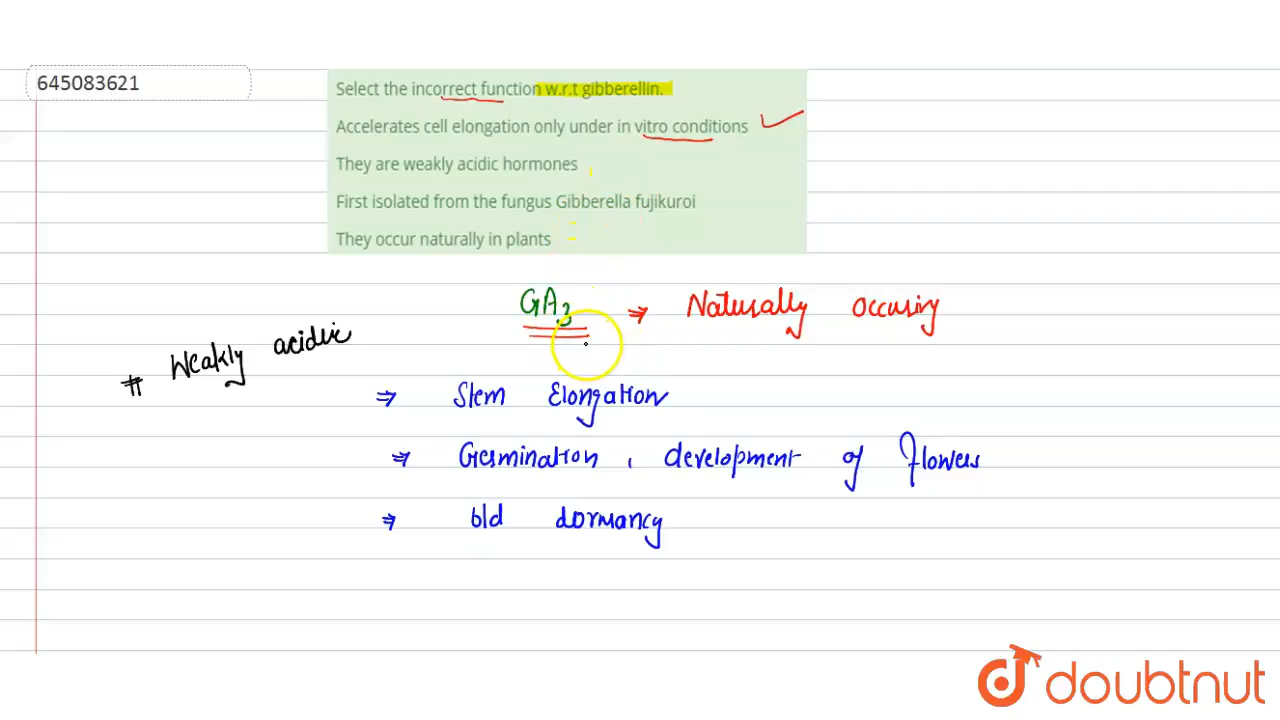 645083621
Select the incorrect function w.r.t gibberellin.
Accelerates cell elongation only under in vitro conditions
They are weakly acidic hormones
First isolated from the fungus Gibberella fujikuroi
They occur naturally in plants
GA3 ⇒ Naturally occuring
# Weakly acidic
⇒ Stem Elongation
⇒ Germination , development of flowers
⇒ bld dormancy
doubtnut